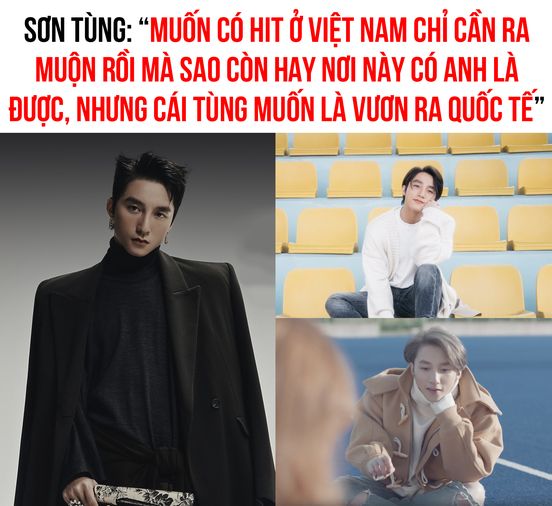 SƠN TÙNG: “MUỐN CÓ HIT Ở VIỆT NAM CHỈ CẦN RA
MUỘN RỒI MÀ SAO CÒN HAY NƠI NÀY CÓ ANH LÀ
ĐƯỢC, NHƯNG CÁI TÙNG MUỐN LÀ VƯƠN RA QUỐC TẾ”